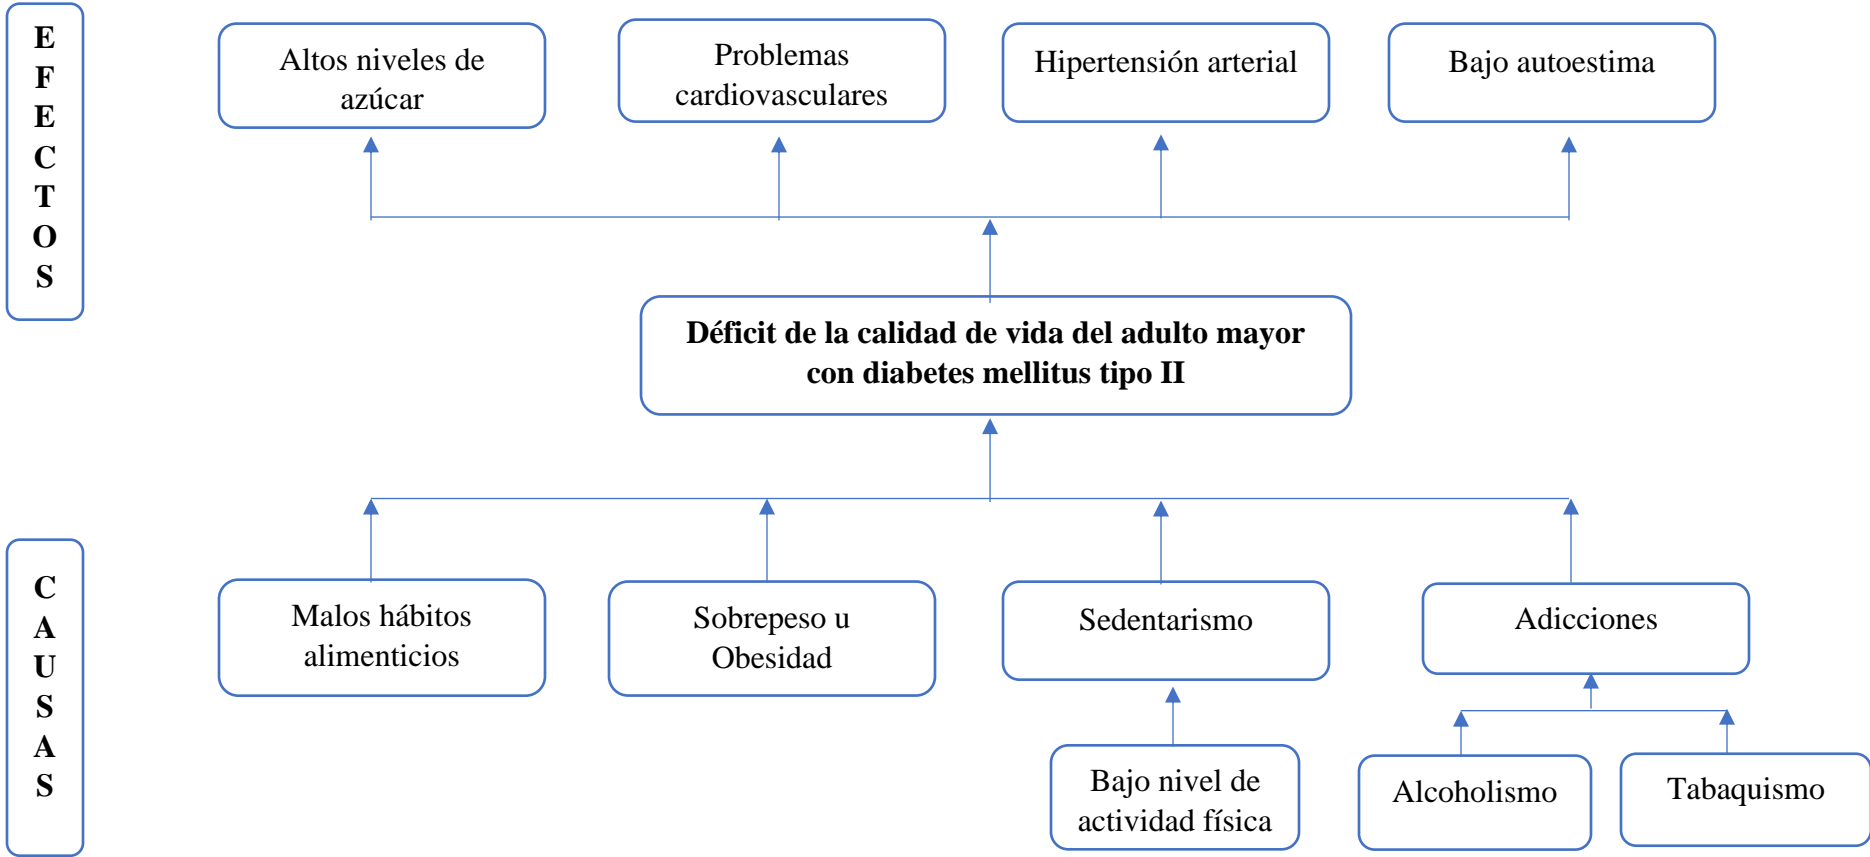 EFECTOS
Altos niveles de
azúcar
Problemas
cardiovasculares
Hipertensión arterial
Bajo autoestima
Déficit de la calidad de vida del adulto mayor
con diabetes mellitus tipo II
CAUSAS
Malos hábitos
alimenticios
Sobrepeso u
Obesidad
Sedentarismo
Adicciones
Bajo nivel de
actividad física
Alcoholismo
Tabaquismo